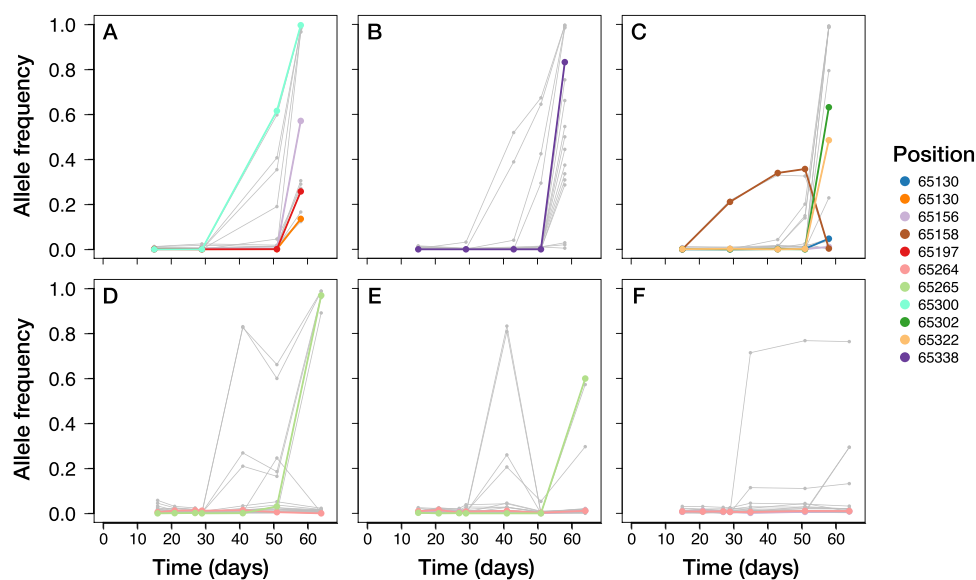 A
B
C
Allele frequency
1.0
0.8
0.6
0.4
0.2
0.0
Position
65130
65130
65156
65158
65197
65264
65265
65300
65302
65322
65338
D
E
F
Allele frequency
1.0
0.8
0.6
0.4
0.2
0.0
0 10 20 30 40 50 60
0 10 20 30 40 50 60
0 10 20 30 40 50 60
Time (days)
Time (days)
Time (days)